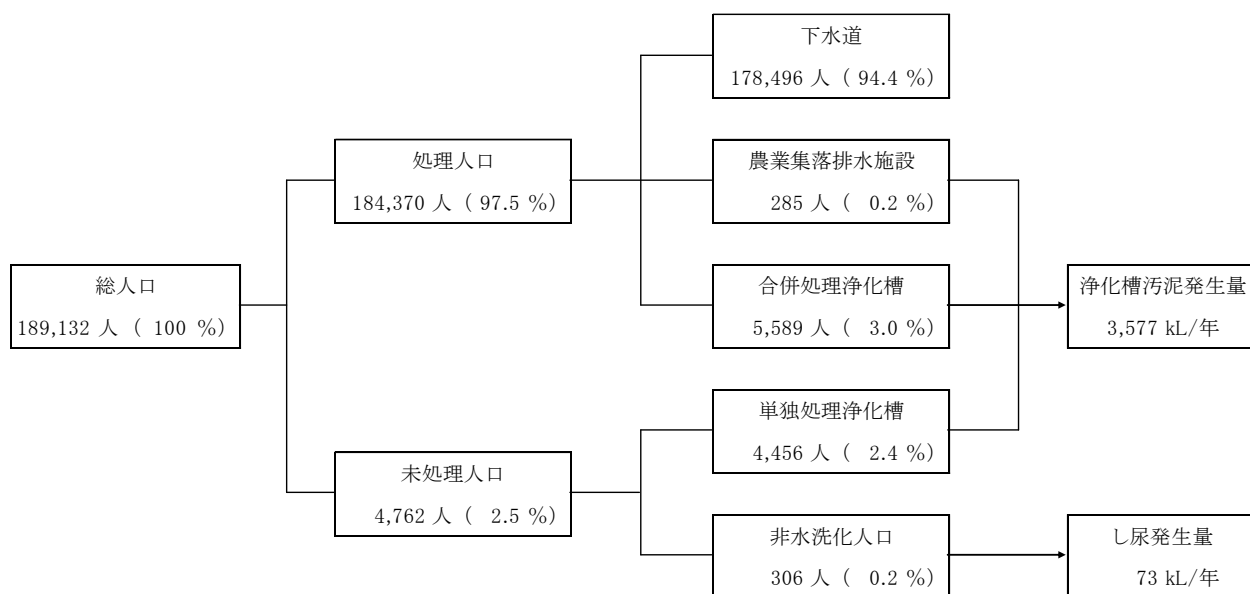 下水道
178,496 人 ( 94.4 %)
処理人口
184,370 人 ( 97.5 %)
農業集落排水施設
285 人 ( 0.2 %)
総人口
189,132 人 ( 100 %)
合併処理浄化槽
5,589 人 ( 3.0 %)
浄化槽汚泥発生量
3,577 kL/年
単独処理浄化槽
4,456 人 ( 2.4 %)
未処理人口
4,762 人 ( 2.5 %)
非水洗化人口
306 人 ( 0.2 %)
し尿発生量
73 kL/年